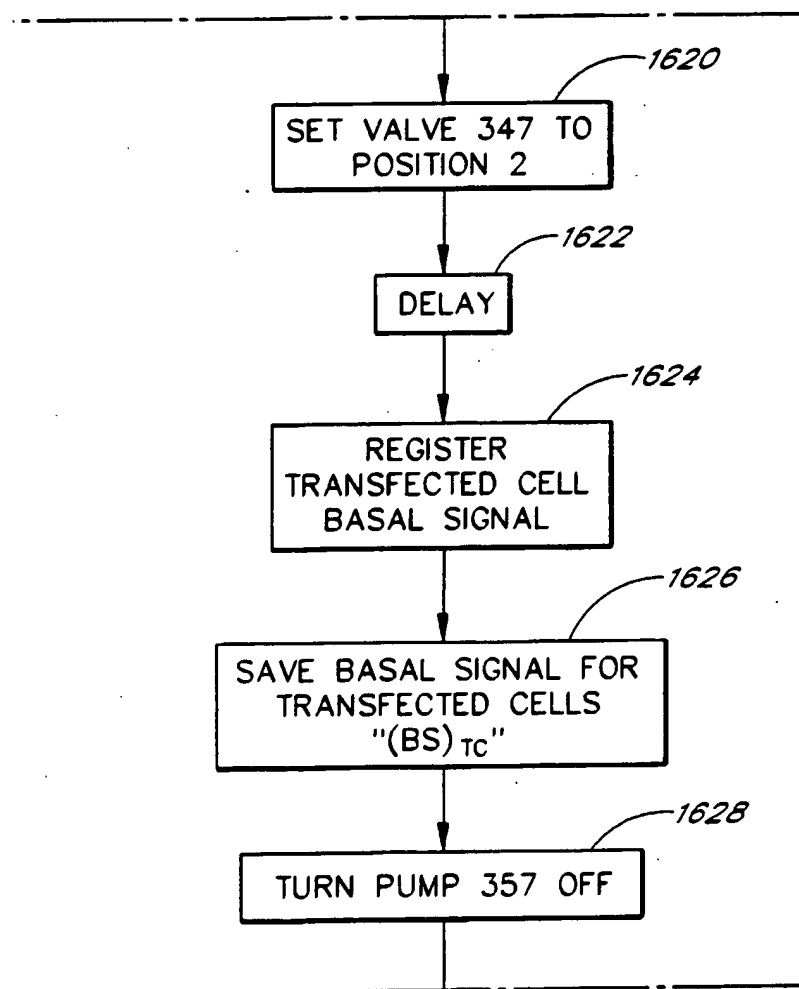 1620
SET VALVE 347 TO
POSITION 2
1622
DELAY
1624
REGISTER
TRANSFECTED CELL
BASAL SIGNAL
1626
SAVE BASAL SIGNAL FOR
TRANSFECTED CELLS
"(BS)TC"
1628
TURN PUMP 357 OFF